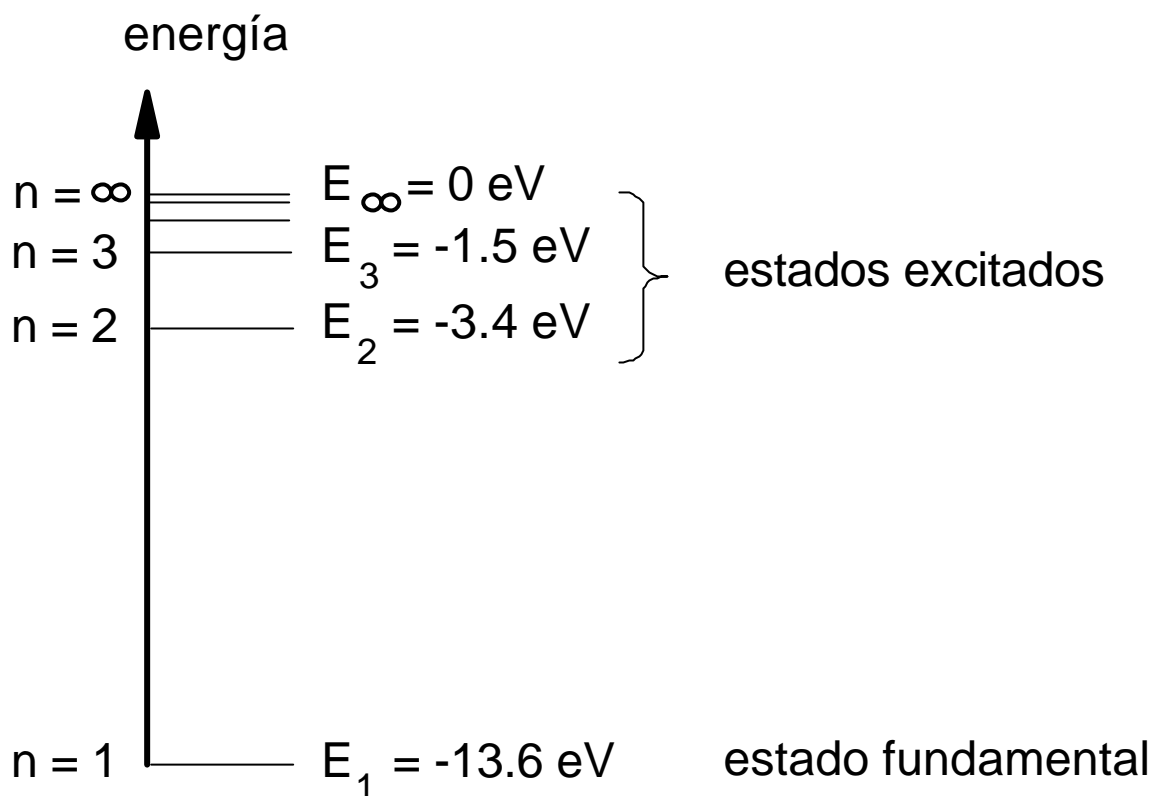 energía
n = ∞ E∞ = 0 eV
n = 3 E3 = -1.5 eV
estados excitados
n = 2 E2 = -3.4 eV
n = 1 E1 = -13.6 eV estado fundamental